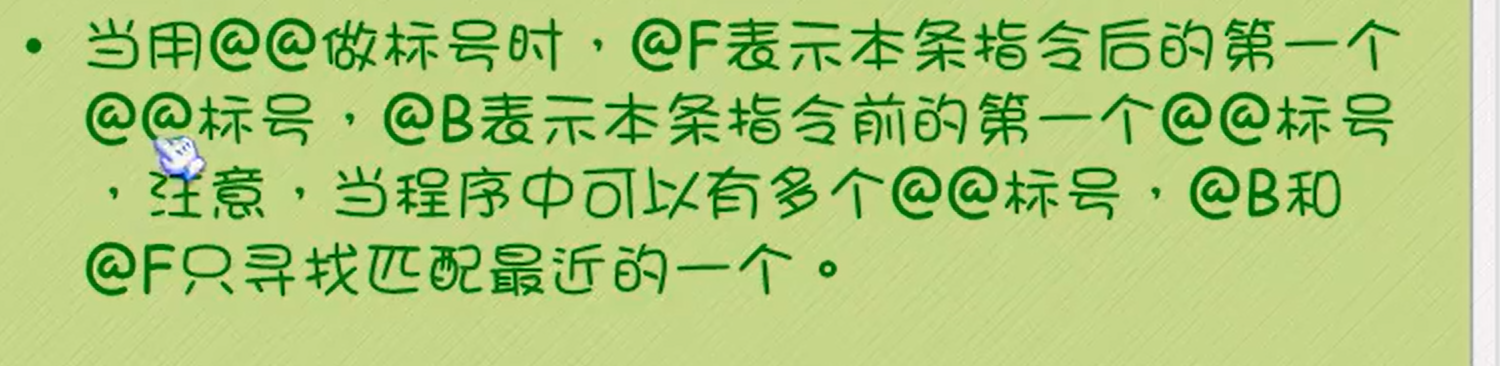 • 当用@@做标号时，@F表示本条指令后的第一个
@@标号，@B表示本条指令前的第一个@@标号
，注意，当程序中可以有多个@@标号，@B和
@F只寻找匹配最近的一个。